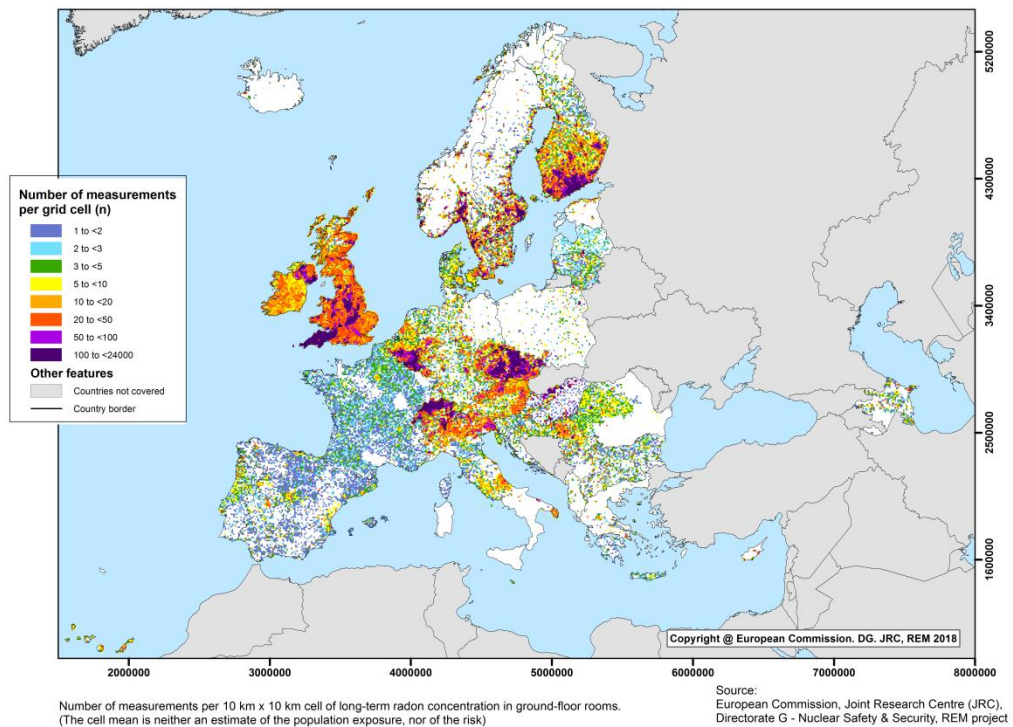 Number of measurements
per grid cell (n)
1 to <2
2 to <3
3 to <5
5 to <10
10 to <20
20 to <50
50 to <100
100 to <24000
Other features
Countries not covered
Country border
5200000
4300000
3400000
2500000
1600000
Copyright @ European Commission. DG. JRC, REM 2018
2000000 3000000 4000000 5000000 6000000 7000000 8000000
Number of measurements per 10 km x 10 km cell of long-term radon concentration in ground-floor rooms.
(The cell mean is neither an estimate of the population exposure, nor of the risk)
Source:
European Commission, Joint Research Centre (JRC),
Directorate G - Nuclear Safety & Security, REM project